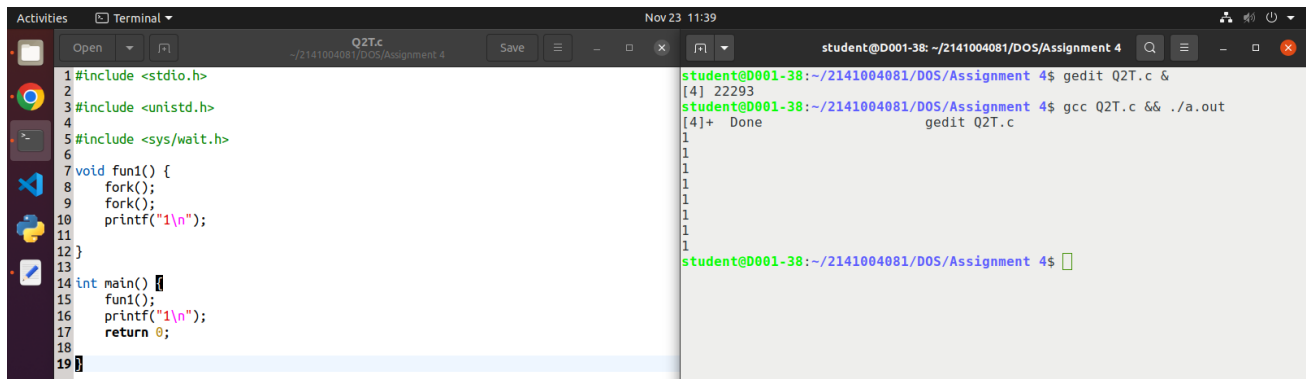 Activities Terminal Nov 23 11:39
Open Q2T.c Save
~/2141004081/DOS/Assignment 4
1 #include <stdio.h>
2
3 #include <unistd.h>
4
5 #include <sys/wait.h>
6
7 void fun1() {
8 fork();
9 fork();
10 printf("1\n");
11
12 }
13
14 int main() {
15 fun1();
16 printf("1\n");
17 return 0;
18
19 }
student@D001-38: ~/2141004081/DOS/Assignment 4
student@D001-38:~/2141004081/DOS/Assignment 4$ gedit Q2T.c &
[4] 22293
student@D001-38:~/2141004081/DOS/Assignment 4$ gcc Q2T.c && ./a.out
[4]+ Done gedit Q2T.c
1
1
1
1
1
1
1
1
student@D001-38:~/2141004081/DOS/Assignment 4$